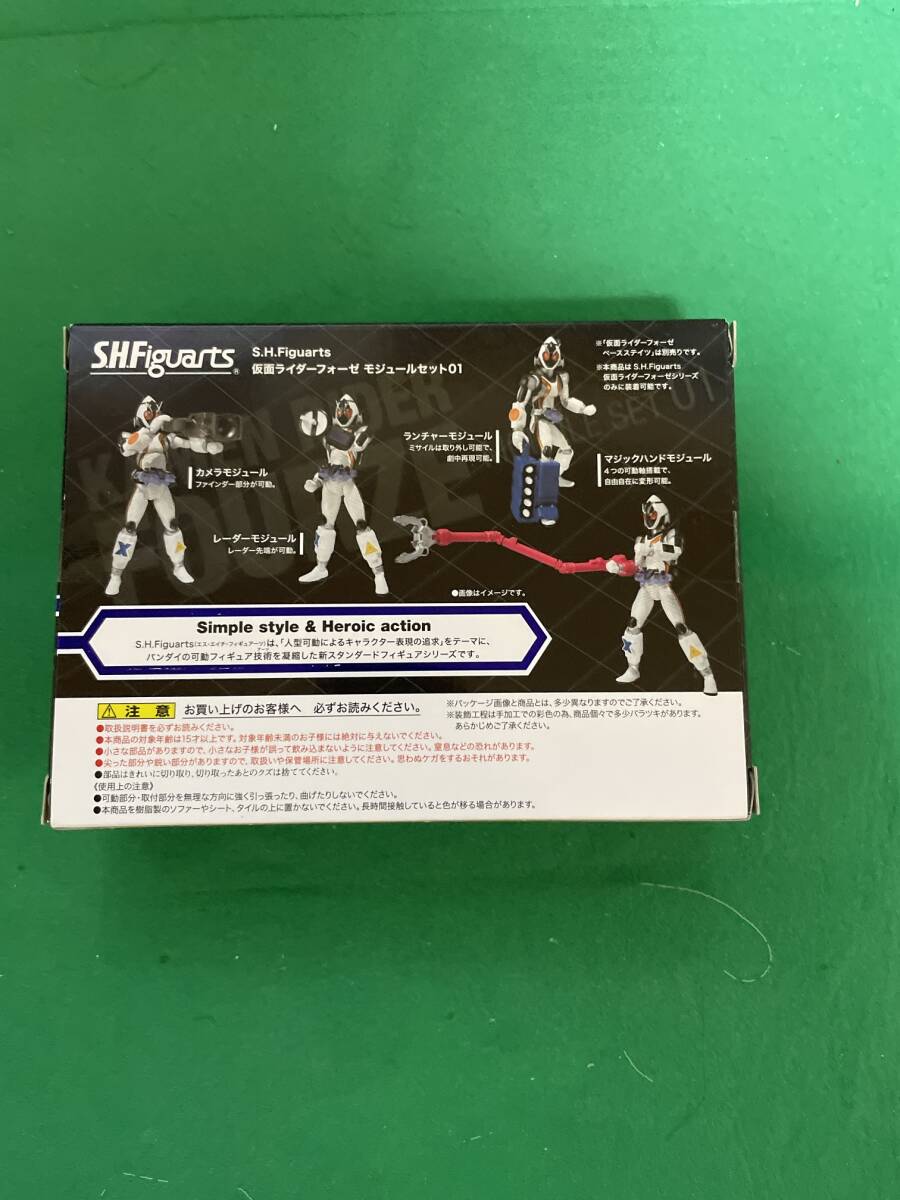 S.H.Figuarts®
S.H.Figuarts
仮面ライダーフォーゼ モジュールセット01
※「仮面ライダーフォーゼ
ベースステイツ」は別売りです。
※本商品は S.H.Figuarts
仮面ライダーフォーゼシリーズ
のみに装着可能です。
KAMEN RIDER
FOURZE
SET 01
カメラモジュール
ファインダー部分が可動。
ランチャーモジュール
ミサイルは取り外し可能で、
劇中再現可能。
マジックハンドモジュール
4つの可動軸搭載で、
自由自在に変形可能。
レーダーモジュール
レーダー先端が可動。
●画像はイメージです。
Simple style & Heroic action
S.H.Figuarts(エス・エイチ・フィギュアーツ)は、「人型可動によるキャラクター表現の追求」をテーマに、
バンダイの可動フィギュア技術を凝縮した新スタンダードフィギュアシリーズです。
注意 お買い上げのお客様へ 必ずお読みください。
●取扱説明書を必ずお読みください。
●本商品の対象年齢は15才以上です。対象年齢未満のお子様には絶対に与えないでください。
●小さな部品がありますので、小さなお子様が誤って飲み込まないように注意してください。窒息などの恐れがあります。
●尖った部分や鋭い部分がありますので、取扱いや保管場所に注意してください。思わぬケガをするおそれがあります。
●部品はきれいに切り取り、切り取ったあとのクズは捨ててください。
《使用上の注意》
●可動部分・取付部分を無理な方向に強く引っ張ったり、曲げたりしないでください。
●本商品を樹脂製のソファーやシート、タイルの上に置かないでください。長時間接触していると色が移る場合があります。
※パッケージ画像と商品とは、多少異なりますのでご了承ください。
※装飾工程は手加工での彩色の為、商品個々で多少バラツキがあります。
あらかじめご了承ください。